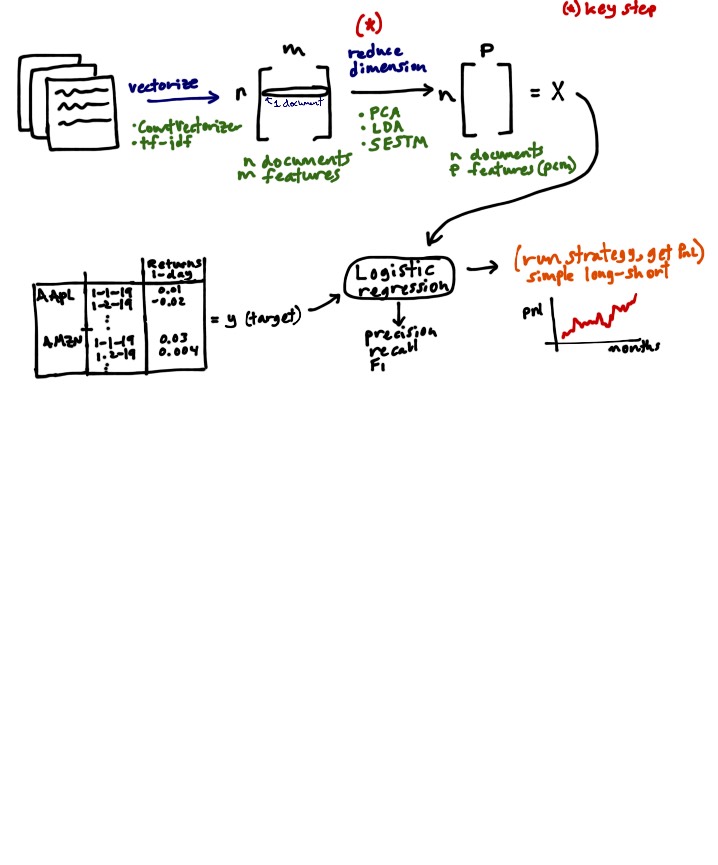 (*) key step
(*)
vectorize
• CountVectorizer
• tf-idf
m
n
1 document
n documents
m features
reduce
dimension
• PCA
• LDA
• SESTM
P
n
= X
n documents
P features (p<m)
Returns
1-day
AAPL 1-1-19 0.01
1-2-19 -0.02
AMZN 1-1-19 0.03
1-2-19 0.004
= y (target)
Logistic
regression
precision
recall
F1
(run strategy, get PnL)
simple long-short
pnl
months